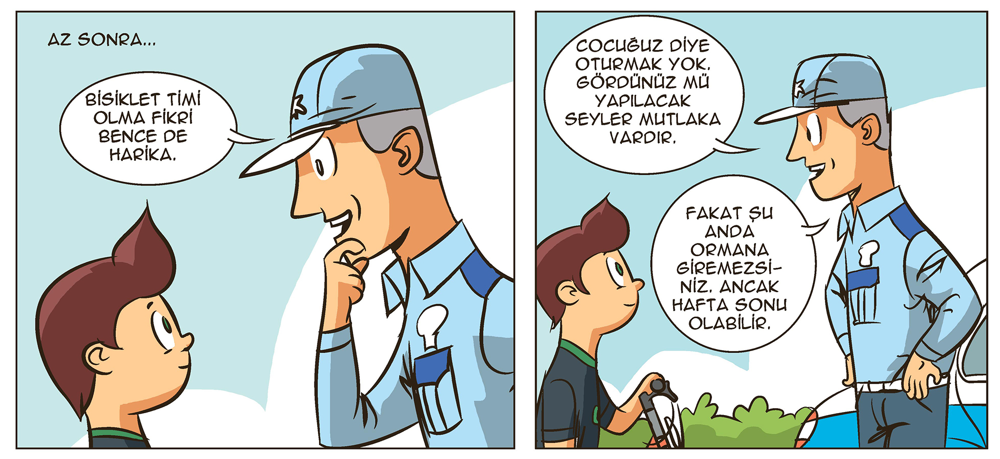 AZ SONRA...
BİSİKLET TİMİ
OLMA FİKRİ
BENCE DE
HARİKA.
COCUĞUZ DİYE
OTURMAK YOK.
GÖRDÜNÜZ MÜ
YAPILACAK
SEYLER MUTLAKA
VARDIR.
FAKAT ŞU
ANDA
ORMANA
GİREMEZSİ-
NİZ. ANCAK
HAFTA SONU
OLABİLİR.